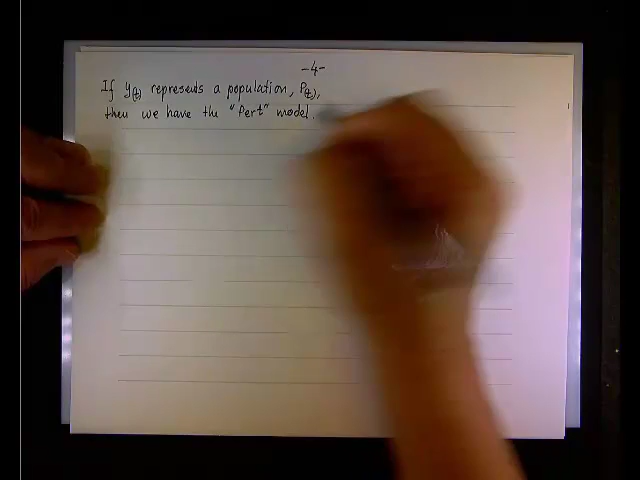 -4-
If y(t) represents a population, P(t),
then we have the "Pert" model.